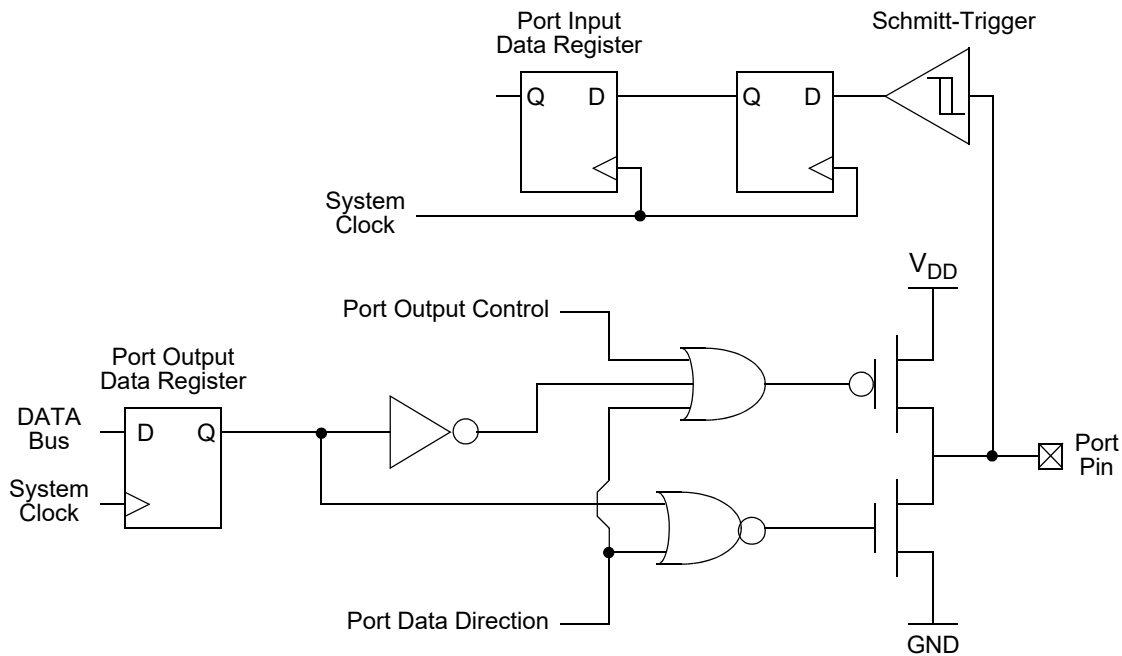 Port Input
Data Register
Schmitt-Trigger
Q D
Q D
System
Clock
VDD
Port Output Control
Port Output
Data Register
DATA
Bus
D Q
System
Clock
Port
Pin
Port Data Direction
GND